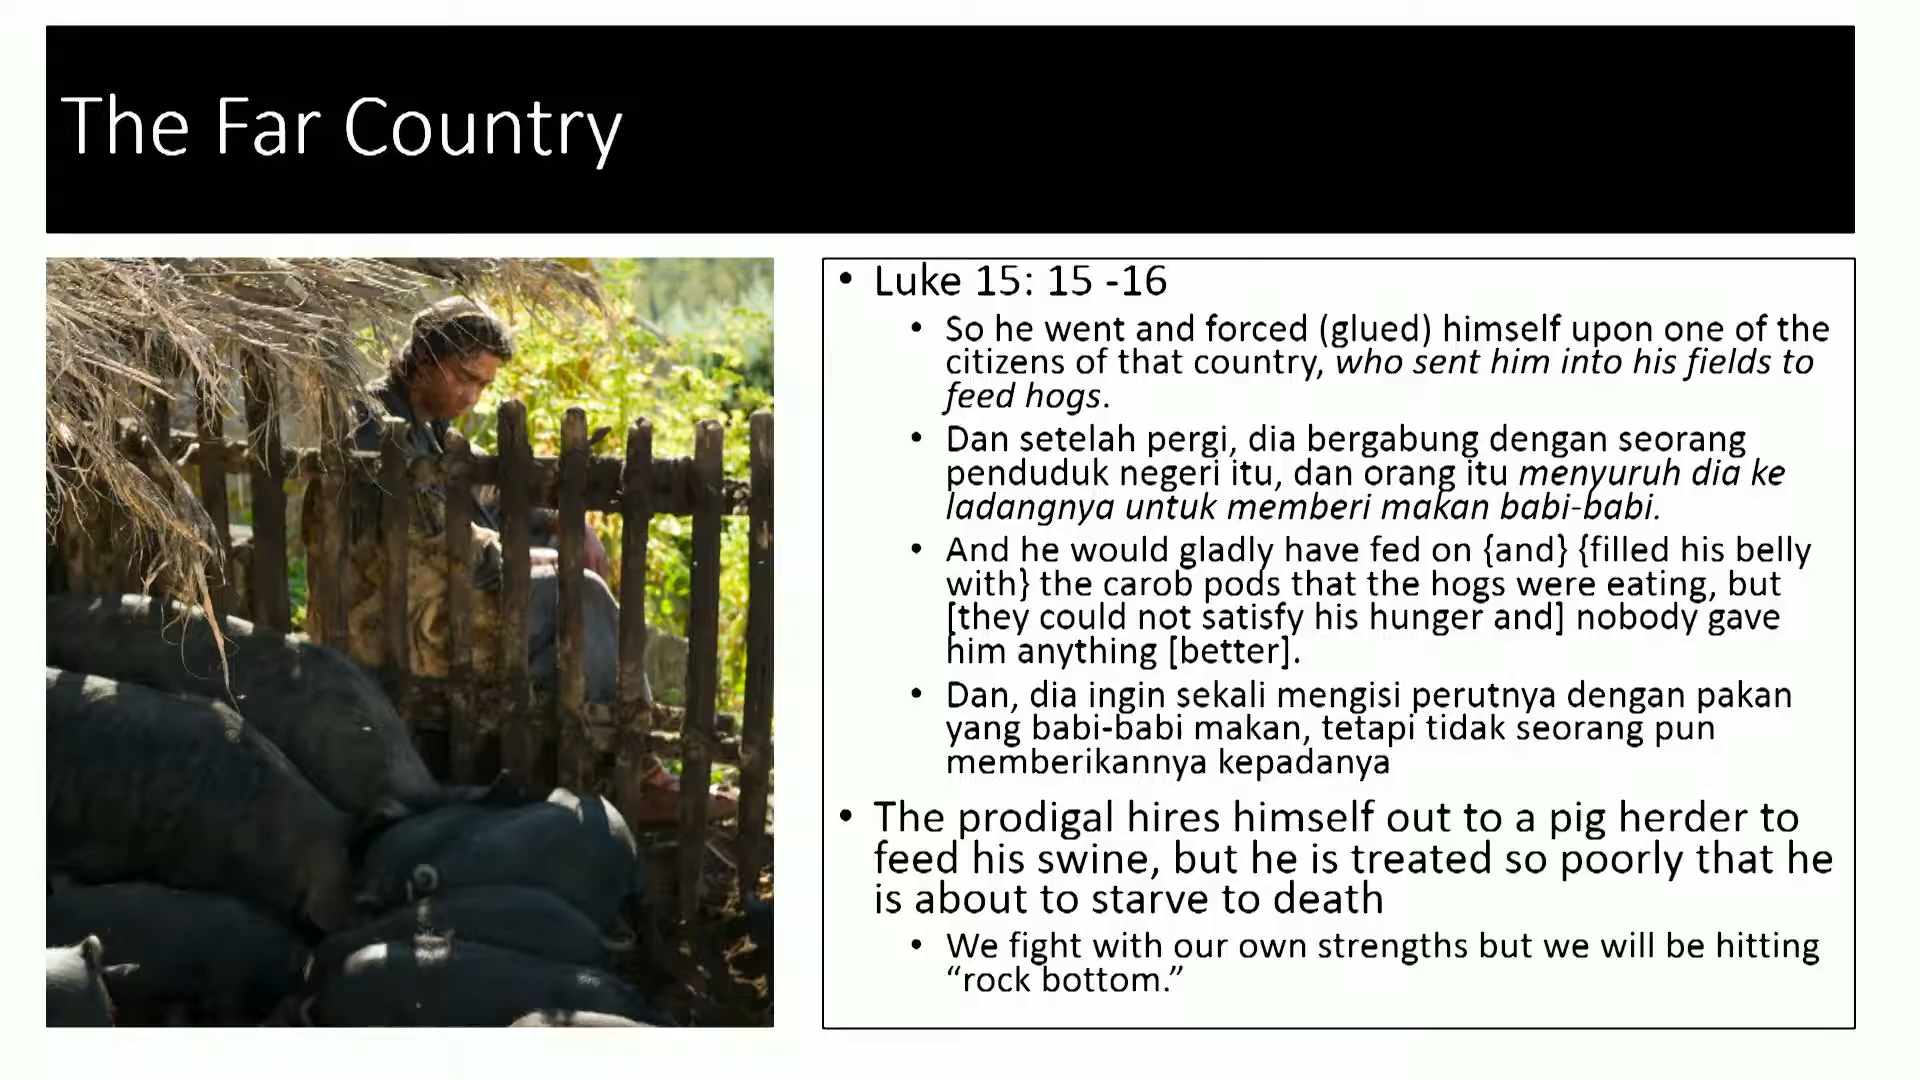 The Far Country
• Luke 15: 15 -16
• So he went and forced (glued) himself upon one of the
citizens of that country, who sent him into his fields to
feed hogs.
• Dan setelah pergi, dia bergabung dengan seorang
penduduk negeri itu, dan orang itu menyuruh dia ke
ladangnya untuk memberi makan babi-babi.
• And he would gladly have fed on {and} {filled his belly
with} the carob pods that the hogs were eating, but
[they could not satisfy his hunger and] nobody gave
him anything [better].
• Dan, dia ingin sekali mengisi perutnya dengan pakan
yang babi-babi makan, tetapi tidak seorang pun
memberikannya kepadanya
• The prodigal hires himself out to a pig herder to
feed his swine, but he is treated so poorly that he
is about to starve to death
• We fight with our own strengths but we will be hitting
“rock bottom.”